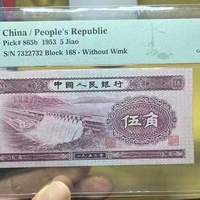 China / People's Republic
Pick# 865b 1953 5 Jiao
S/N 7322732 Block 168 - Without Wmk
中国人民银行
伍角